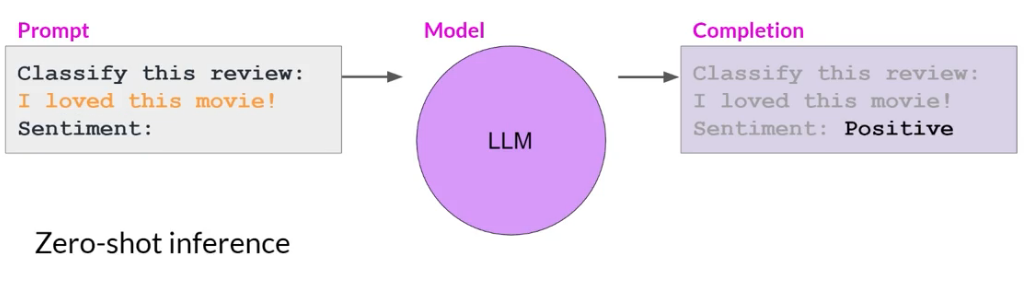 Prompt
Classify this review:
I loved this movie!
Sentiment:
Model
LLM
Completion
Classify this review:
I loved this movie!
Sentiment: Positive
Zero-shot inference